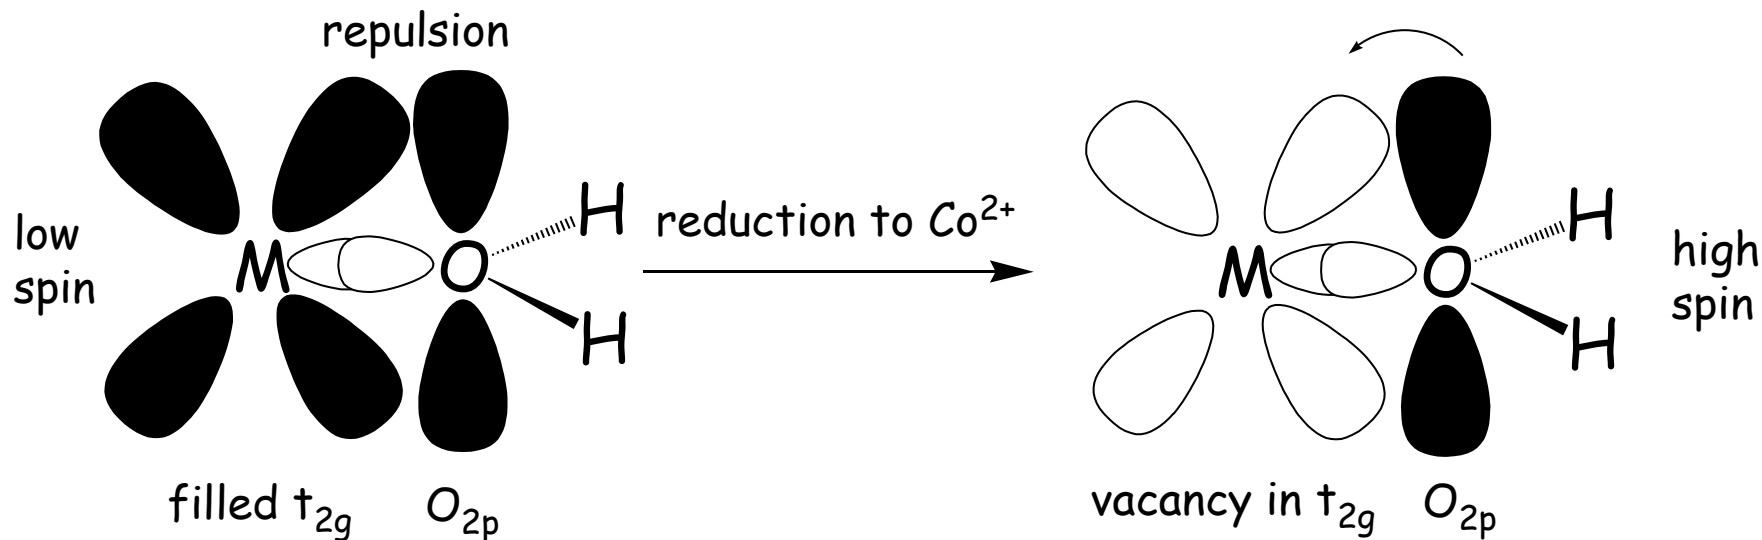 repulsion
low
spin
M
O
H
H
filled t₂g
O₂p
reduction to Co²⁺
M
O
H
H
high
spin
vacancy in t₂g
O₂p